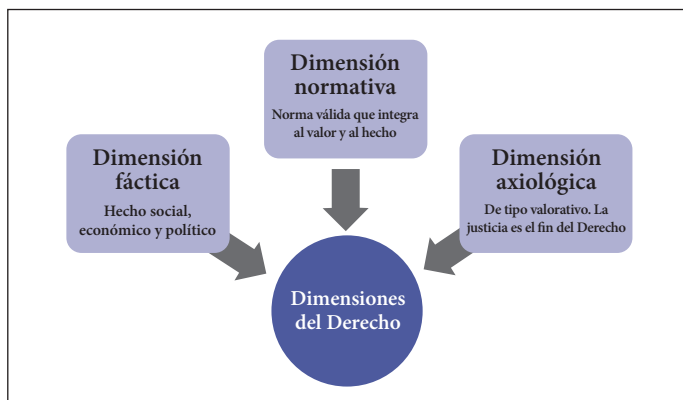 Dimensión
normativa
Norma válida que integra
al valor y al hecho
Dimensión
fáctica
Hecho social,
económico y político
Dimensión
axiológica
De tipo valorativo. La
justicia es el fin del Derecho
Dimensiones
del Derecho